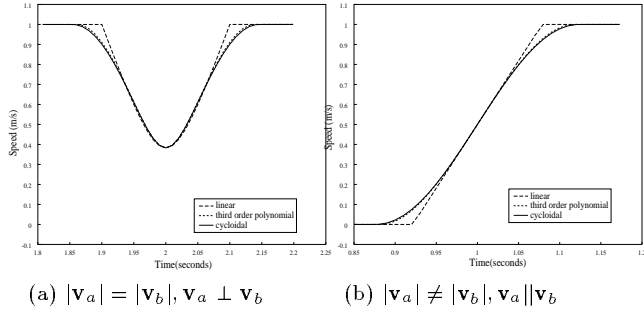 1.1
1
0.9
0.8
0.7
0.6
0.5
0.4
0.3
0.2
0.1
0
-0.1
Speed (m/s)
linear
third order polynomial
cycloidal
1.8 1.85 1.9 1.95 2 2.05 2.1 2.15 2.2 2.25
Time(seconds)
(a) |v_a| = |v_b|, v_a ⊥ v_b
1.1
1
0.9
0.8
0.7
0.6
0.5
0.4
0.3
0.2
0.1
0
-0.1
Speed (m/s)
linear
third order polynomial
cycloidal
0.85 0.9 0.95 1 1.05 1.1 1.15 1.2
Time(seconds)
(b) |v_a| ≠ |v_b|, v_a||v_b